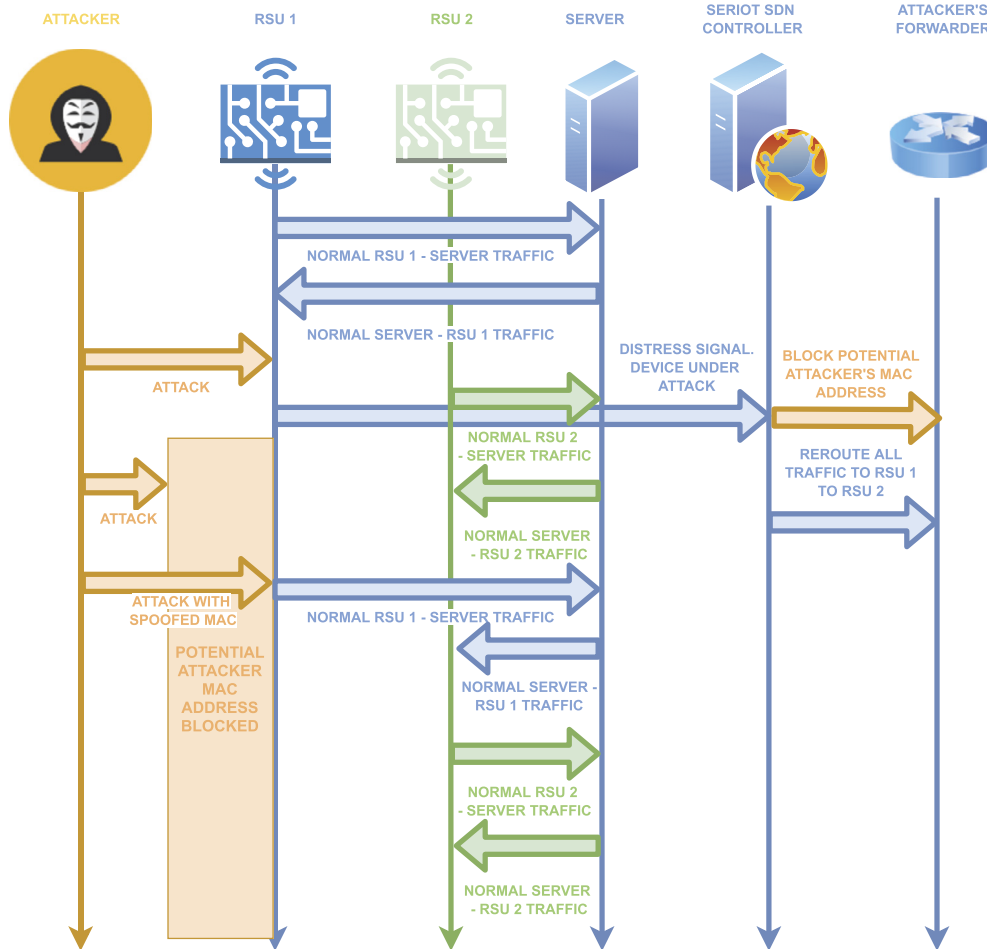 ATTACKER
RSU 1
RSU 2
SERVER
SERIOT SDN
CONTROLLER
ATTACKER'S
FORWARDER
NORMAL RSU 1 - SERVER TRAFFIC
NORMAL SERVER - RSU 1 TRAFFIC
ATTACK
DISTRESS SIGNAL.
DEVICE UNDER
ATTACK
BLOCK POTENTIAL
ATTACKER'S MAC
ADDRESS
NORMAL RSU 2
- SERVER TRAFFIC
REROUTE ALL
TRAFFIC TO RSU 1
TO RSU 2
ATTACK
NORMAL SERVER
- RSU 2 TRAFFIC
ATTACK WITH
SPOOFED MAC
NORMAL RSU 1 - SERVER TRAFFIC
POTENTIAL
ATTACKER
MAC
ADDRESS
BLOCKED
NORMAL SERVER -
RSU 1 TRAFFIC
NORMAL RSU 2
- SERVER TRAFFIC
NORMAL SERVER
- RSU 2 TRAFFIC